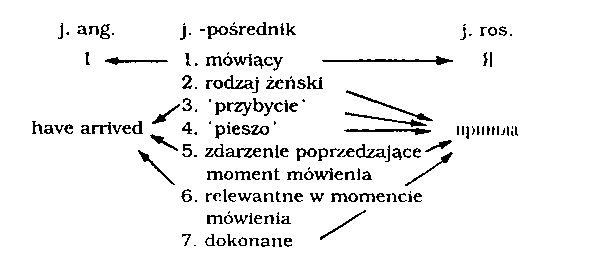 j. ang. j. -pośrednik j. ros.
I 1. mówiący Я
2. rodzaj żeński
3. 'przybycie'
have arrived 4. 'pieszo' пришла
5. zdarzenie poprzedzające
moment mówienia
6. relewantne w momencie
mówienia
7. dokonane